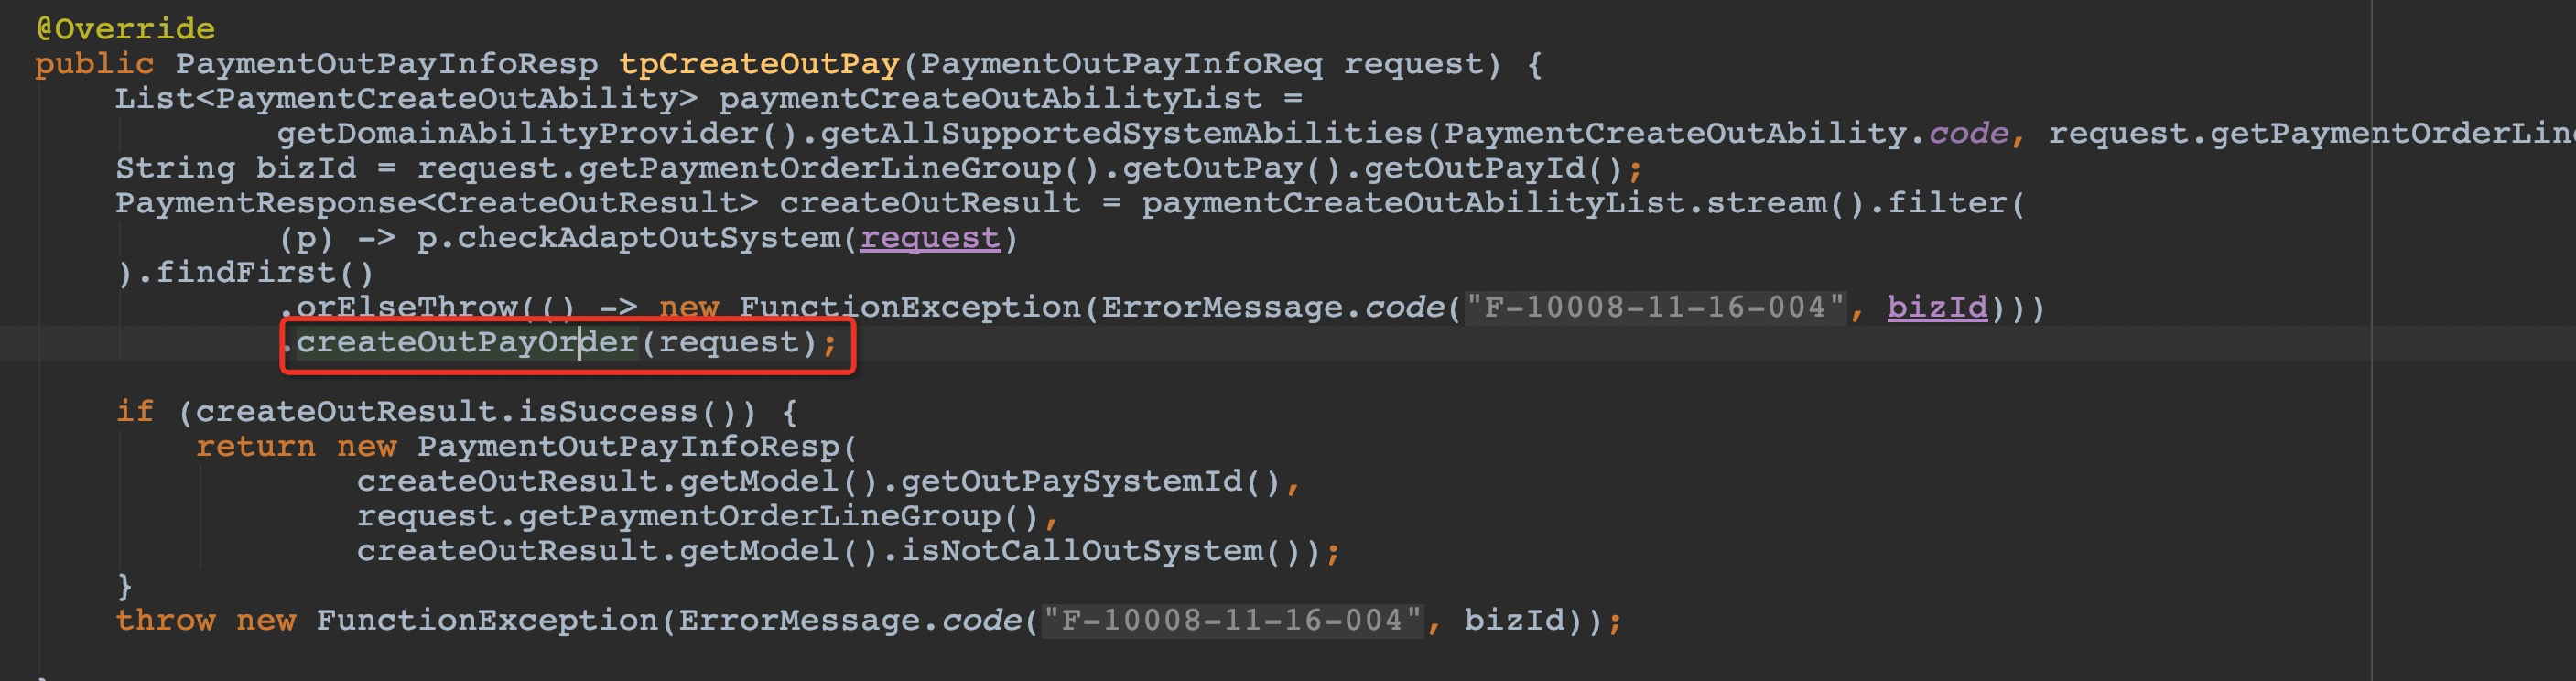 @Override
public PaymentOutPayInfoResp tpCreateOutPay(PaymentOutPayInfoReq request) {
List<PaymentCreateOutAbility> paymentCreateOutAbilityList =
getDomainAbilityProvider().getAllSupportedSystemAbilities(PaymentCreateOutAbility.code, request.getPaymentOrderLine
String bizId = request.getPaymentOrderLineGroup().getOutPay().getOutPayId();
PaymentResponse<CreateOutResult> createOutResult = paymentCreateOutAbilityList.stream().filter(
(p) -> p.checkAdaptOutSystem(request)
).findFirst()
.orElseThrow(() -> new FunctionException(ErrorMessage.code("F-10008-11-16-004", bizId)))
.createOutPayOrder(request);
if (createOutResult.isSuccess()) {
return new PaymentOutPayInfoResp(
createOutResult.getModel().getOutPaySystemId(),
request.getPaymentOrderLineGroup(),
createOutResult.getModel().isNotCallOutSystem());
}
throw new FunctionException(ErrorMessage.code("F-10008-11-16-004", bizId));